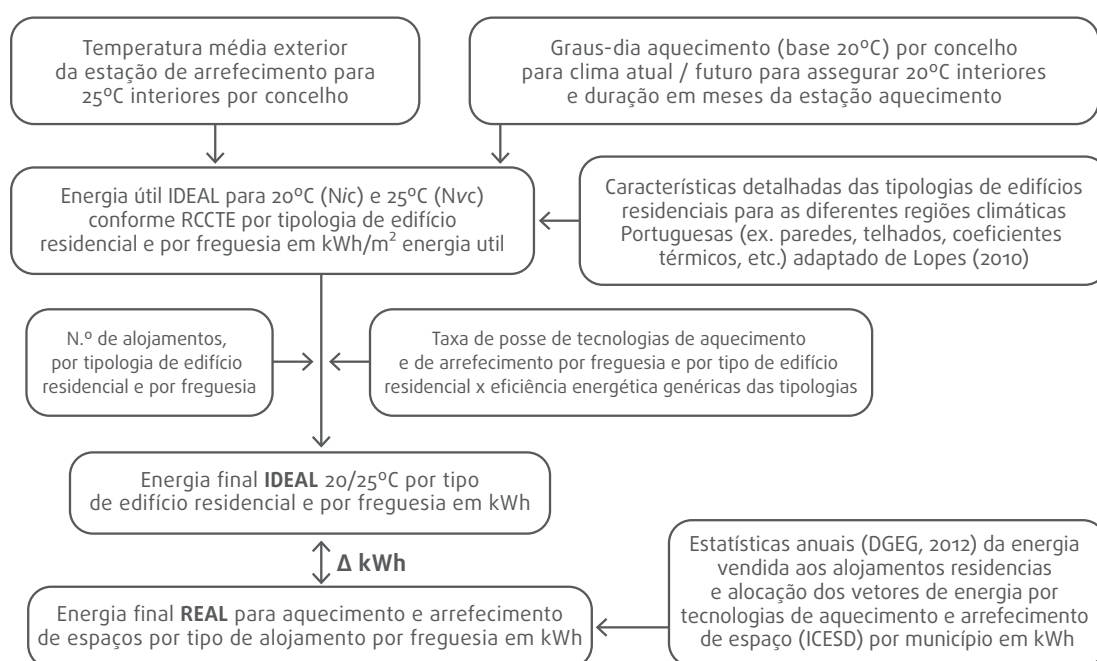 Temperatura média exterior
da estação de arrefecimento para
25ºC interiores por concelho
Graus-dia aquecimento (base 20ºC) por concelho
para clima atual / futuro para assegurar 20ºC interiores
e duração em meses da estação aquecimento
Energia útil IDEAL para 20ºC (Nic) e 25ºC (Nvc)
conforme RCCTE por tipologia de edifício
residencial e por freguesia em kWh/m² energia util
Características detalhadas das tipologias de edifícios
residenciais para as diferentes regiões climáticas
Portuguesas (ex. paredes, telhados, coeficientes
térmicos, etc.) adaptado de Lopes (2010)
N.º de alojamentos,
por tipologia de edifício
residencial e por freguesia
Taxa de posse de tecnologias de aquecimento
e de arrefecimento por freguesia e por tipo de edifício
residencial x eficiência energética genéricas das tipologias
Energia final IDEAL 20/25ºC por tipo
de edifício residencial e por freguesia em kWh
Δ kWh
Energia final REAL para aquecimento e arrefecimento
de espaços por tipo de alojamento por freguesia em kWh
Estatísticas anuais (DGEG, 2012) da energia
vendida aos alojamentos residencias
e alocação dos vetores de energia por
tecnologias de aquecimento e arrefecimento
de espaço (ICESD) por município em kWh